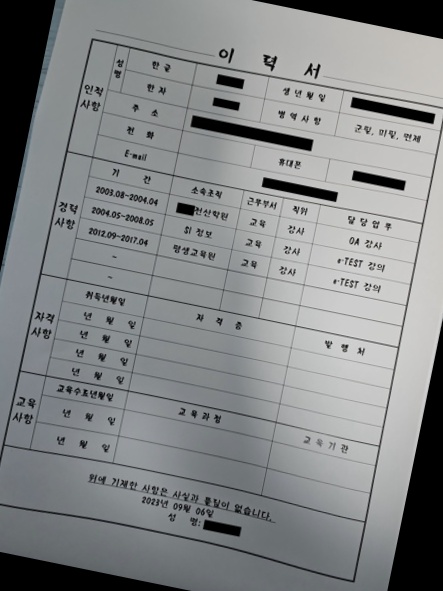 이 력 서
성명 한글 생년월일
한자 병역사항 군필, 미필, 면제
인적사항 주소
전화 휴대폰
E-mail
기간 소속조직 근무부서 직위 담당업무
2003.08~2004.04 전산학원 교육 강사 OA 강사
경력사항 2004.05~2008.05 SI 정보 교육 강사 e-TEST 강의
2012.09~2017.04 평생교육원 교육 강사 e-TEST 강의
~
~
취득년월일 자격증 발행처
자격사항 년 월 일
년 월 일
년 월 일
년 월 일
교육수료년월일 교육과정 교육기관
교육사항 년 월 일
년 월 일
위에 기재한 사항은 사실과 틀림이 없습니다.
2023년 09월 06일
성 명: